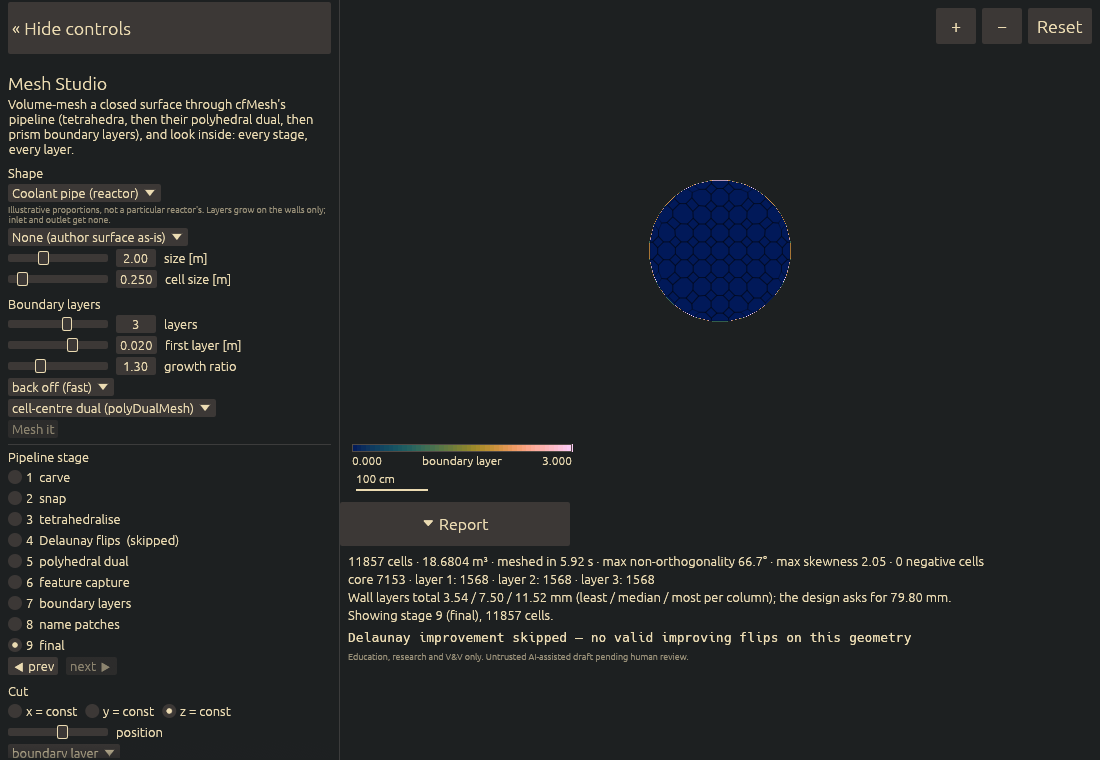 « Hide controls
+
−
Reset
Mesh Studio
Volume-mesh a closed surface through cfMesh's
pipeline (tetrahedra, then their polyhedral dual, then
prism boundary layers), and look inside: every stage,
every layer.
Shape
Coolant pipe (reactor)
Illustrative proportions, not a particular reactor's. Layers grow on the walls only;
inlet and outlet get none.
None (author surface as-is)
2.00 size [m]
0.250 cell size [m]
Boundary layers
3 layers
0.020 first layer [m]
1.30 growth ratio
back off (fast)
cell-centre dual (polyDualMesh)
Mesh it
Pipeline stage
1 carve
2 snap
3 tetrahedralise
4 Delaunay flips (skipped)
5 polyhedral dual
6 feature capture
7 boundary layers
8 name patches
9 final
◀ prev next ▶
Cut
x = const y = const z = const
position
boundary layer
0.000 boundary layer 3.000
100 cm
Report
11857 cells · 18.6804 m³ · meshed in 5.92 s · max non-orthogonality 66.7° · max skewness 2.05 · 0 negative cells
core 7153 · layer 1: 1568 · layer 2: 1568 · layer 3: 1568
Wall layers total 3.54 / 7.50 / 11.52 mm (least / median / most per column); the design asks for 79.80 mm.
Showing stage 9 (final), 11857 cells.
Delaunay improvement skipped — no valid improving flips on this geometry
Education, research and V&V only. Untrusted AI-assisted draft pending human review.